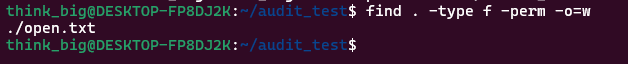 think_big@DESKTOP-FP8DJ2K:~/audit_test$ find . -type f -perm -o=w
./open.txt
think_big@DESKTOP-FP8DJ2K:~/audit_test$